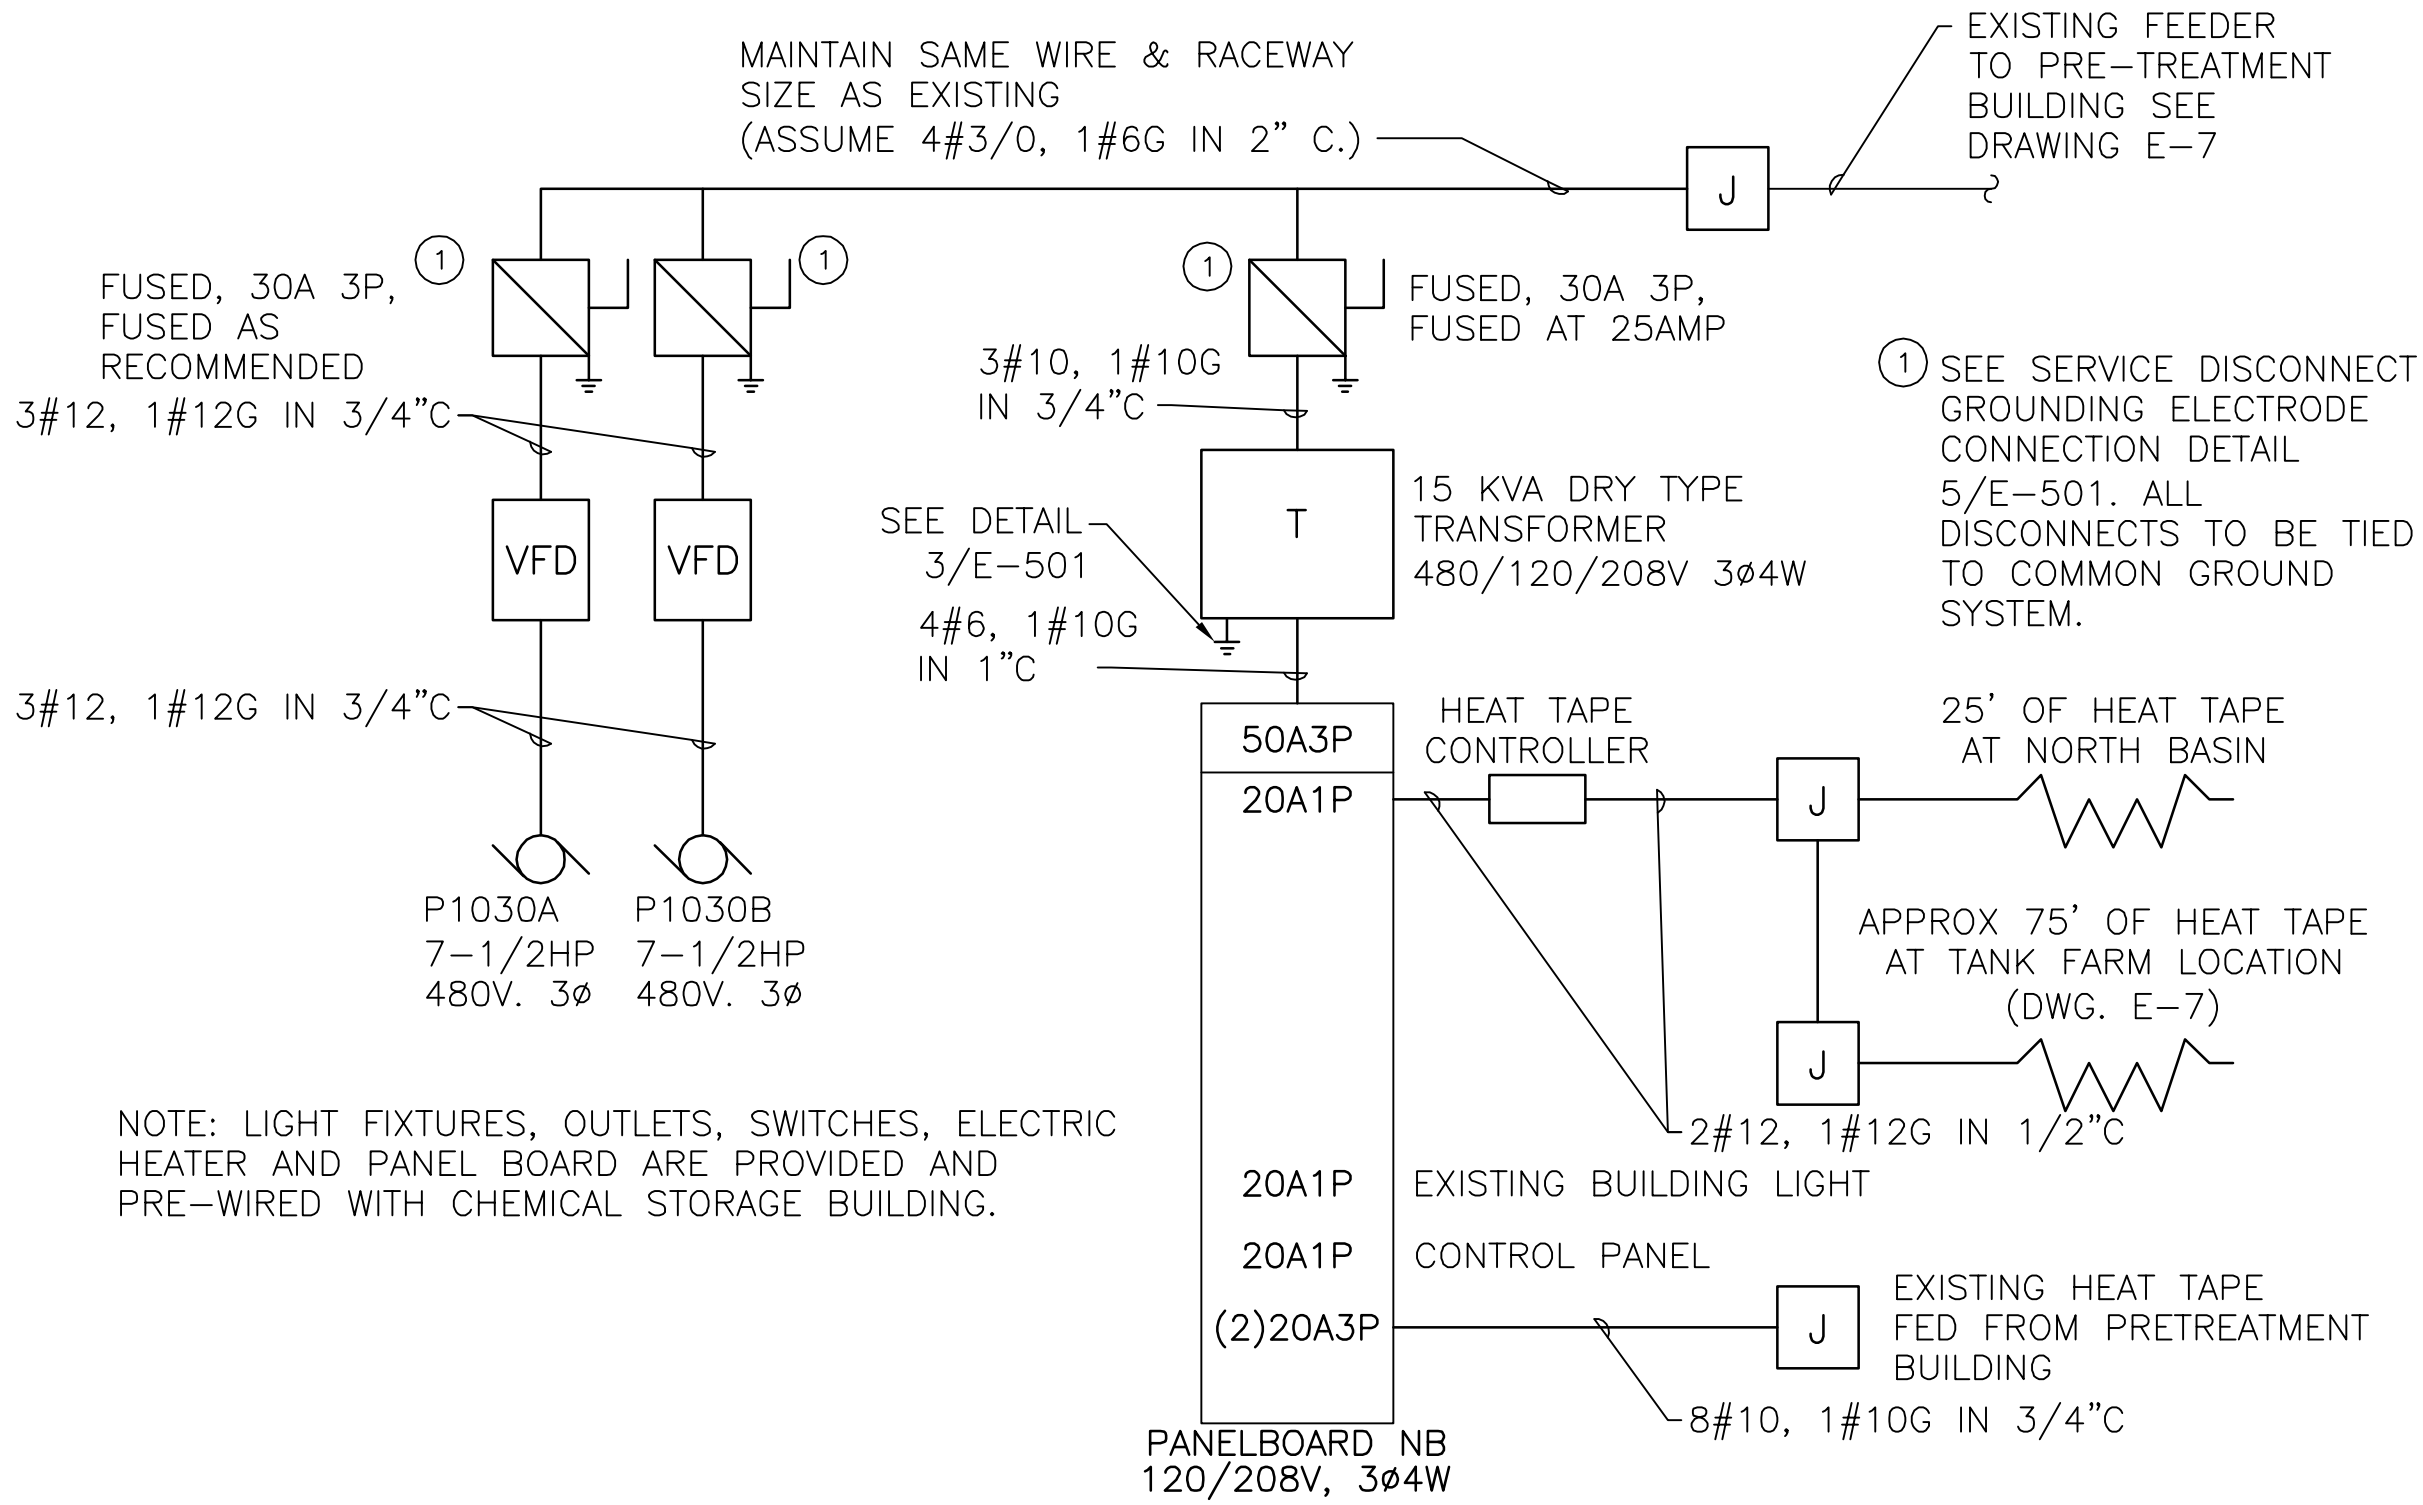 MAINTAIN SAME WIRE & RACEWAY
SIZE AS EXISTING
(ASSUME 4#3/0, 1#6G IN 2" C.)
EXISTING FEEDER
TO PRE-TREATMENT
BUILDING SEE
DRAWING E-7
J
1
1
1
FUSED, 30A 3P,
FUSED AS
RECOMMENDED
3#12, 1#12G IN 3/4"C
FUSED, 30A 3P,
FUSED AT 25AMP
3#10, 1#10G
IN 3/4"C
1 SEE SERVICE DISCONNECT
GROUNDING ELECTRODE
CONNECTION DETAIL
5/E-501. ALL
DISCONNECTS TO BE TIED
TO COMMON GROUND
SYSTEM.
VFD
VFD
SEE DETAIL
3/E-501
T
15 KVA DRY TYPE
TRANSFORMER
480/120/208V 3ø4W
4#6, 1#10G
IN 1"C
3#12, 1#12G IN 3/4"C
P1030A
7-1/2HP
480V. 3ø
P1030B
7-1/2HP
480V. 3ø
50A3P
20A1P
HEAT TAPE
CONTROLLER
J
25' OF HEAT TAPE
AT NORTH BASIN
APPROX 75' OF HEAT TAPE
AT TANK FARM LOCATION
(DWG. E-7)
J
2#12, 1#12G IN 1/2"C
NOTE: LIGHT FIXTURES, OUTLETS, SWITCHES, ELECTRIC
HEATER AND PANEL BOARD ARE PROVIDED AND
PRE-WIRED WITH CHEMICAL STORAGE BUILDING.
20A1P EXISTING BUILDING LIGHT
20A1P CONTROL PANEL
(2)20A3P
J
EXISTING HEAT TAPE
FED FROM PRETREATMENT
BUILDING
8#10, 1#10G IN 3/4"C
PANELBOARD NB
120/208V, 3ø4W